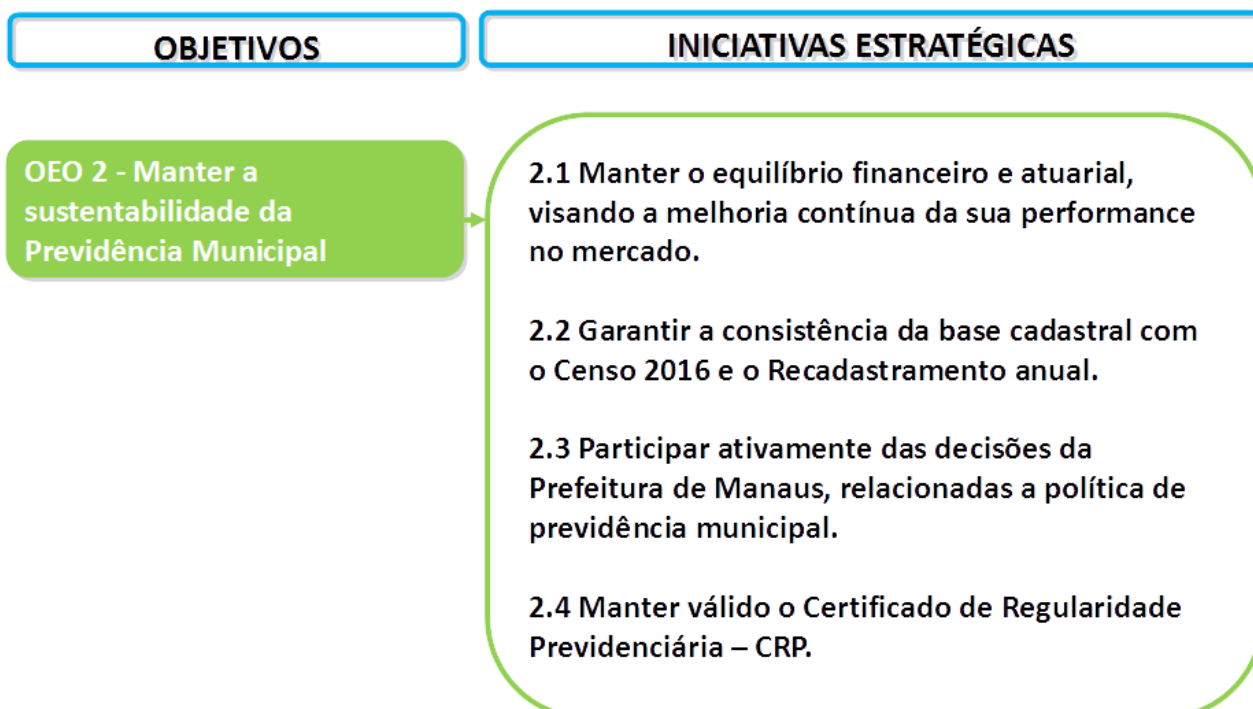 OBJETIVOS
INICIATIVAS ESTRATÉGICAS
OEO 2 - Manter a
sustentabilidade da
Previdência Municipal
2.1 Manter o equilíbrio financeiro e atuarial,
visando a melhoria contínua da sua performance
no mercado.
2.2 Garantir a consistência da base cadastral com
o Censo 2016 e o Recadastramento anual.
2.3 Participar ativamente das decisões da
Prefeitura de Manaus, relacionadas a política de
previdência municipal.
2.4 Manter válido o Certificado de Regularidade
Previdenciária – CRP.